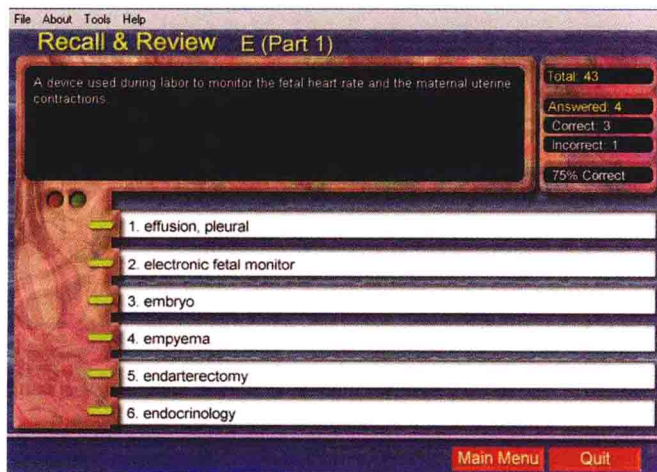 File About Tools Help
Recall & Review E (Part 1)
A device used during labor to monitor the fetal heart rate and the maternal uterine
contractions.
Total: 43
Answered: 4
Correct: 3
Incorrect: 1
75% Correct
1. effusion, pleural
2. electronic fetal monitor
3. embryo
4. empyema
5. endarterectomy
6. endocrinology
Main Menu
Quit